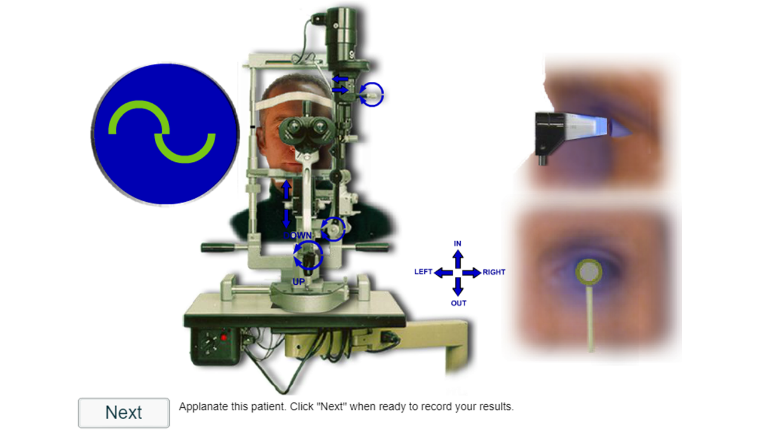 DOWN
UP
IN
LEFT
RIGHT
OUT
Next
Applanate this patient. Click "Next" when ready to record your results.